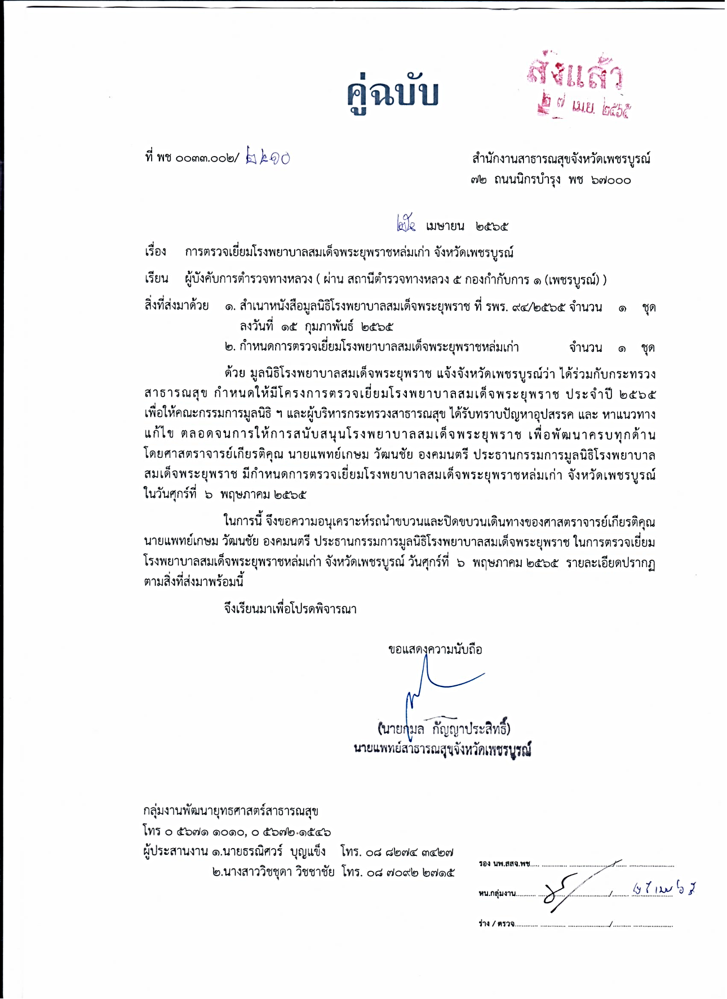 คู่ฉบับ
ส่งแล้ว
๒๗ เม.ย. ๒๕๖๕
ที่ พช ๐๐๓๓.๐๐๒/
สำนักงานสาธารณสุขจังหวัดเพชรบูรณ์
๗๒ ถนนนิกรบำรุง พช ๖๗๐๐๐
เมษายน ๒๕๖๕
เรื่อง การตรวจเยี่ยมโรงพยาบาลสมเด็จพระยุพราชหล่มเก่า จังหวัดเพชรบูรณ์
เรียน ผู้บังคับการตำรวจทางหลวง ( ผ่าน สถานีตำรวจทางหลวง ๕ กองกำกับการ ๑ (เพชรบูรณ์) )
สิ่งที่ส่งมาด้วย ๑. สำเนาหนังสือมูลนิธิโรงพยาบาลสมเด็จพระยุพราช ที่ รพร. ๙๔/๒๕๖๕ จำนวน ๑ ชุด
ลงวันที่ ๑๕ กุมภาพันธ์ ๒๕๖๕
๒. กำหนดการตรวจเยี่ยมโรงพยาบาลสมเด็จพระยุพราชหล่มเก่า จำนวน ๑ ชุด
ด้วย มูลนิธิโรงพยาบาลสมเด็จพระยุพราช แจ้งจังหวัดเพชรบูรณ์ว่า ได้ร่วมกับกระทรวง
สาธารณสุข กำหนดให้มีโครงการตรวจเยี่ยมโรงพยาบาลสมเด็จพระยุพราช ประจำปี ๒๕๖๕
เพื่อให้คณะกรรมการมูลนิธิ ฯ และผู้บริหารกระทรวงสาธารณสุข ได้รับทราบปัญหาอุปสรรค และ หาแนวทาง
แก้ไข ตลอดจนการให้การสนับสนุนโรงพยาบาลสมเด็จพระยุพราช เพื่อพัฒนาครบทุกด้าน
โดยศาสตราจารย์เกียรติคุณ นายแพทย์เกษม วัฒนชัย องคมนตรี ประธานกรรมการมูลนิธิโรงพยาบาล
สมเด็จพระยุพราช มีกำหนดการตรวจเยี่ยมโรงพยาบาลสมเด็จพระยุพราชหล่มเก่า จังหวัดเพชรบูรณ์
ในวันศุกร์ที่ ๖ พฤษภาคม ๒๕๖๕
ในการนี้ จึงขอความอนุเคราะห์รถนำขบวนและปิดขบวนเดินทางของศาสตราจารย์เกียรติคุณ
นายแพทย์เกษม วัฒนชัย องคมนตรี ประธานกรรมการมูลนิธิโรงพยาบาลสมเด็จพระยุพราช ในการตรวจเยี่ยม
โรงพยาบาลสมเด็จพระยุพราชหล่มเก่า จังหวัดเพชรบูรณ์ วันศุกร์ที่ ๖ พฤษภาคม ๒๕๖๕ รายละเอียดปรากฏ
ตามสิ่งที่ส่งมาพร้อมนี้
จึงเรียนมาเพื่อโปรดพิจารณา
ขอแสดงความนับถือ
(นายกมล กัญญาประสิทธิ์)
นายแพทย์สาธารณสุขจังหวัดเพชรบูรณ์
กลุ่มงานพัฒนายุทธศาสตร์สาธารณสุข
โทร ๐ ๕๖๗๑ ๑๐๑๐, ๐ ๕๖๗๒-๑๕๔๖
ผู้ประสานงาน ๑.นายธรณิศวร์ บุญแข็ง โทร. ๐๘ ๘๒๗๔ ๓๔๒๗
๒.นางสาววิชชุดา วิชชาชัย โทร. ๐๘ ๗๐๙๒ ๒๗๑๕
รอง นพ.สสจ.พช...... .............. ......................./......... ........................
หน.กลุ่มงาน........... .............. ......................./......... ........................
ร่าง / ตรวจ............. .............. ......................./......... ........................